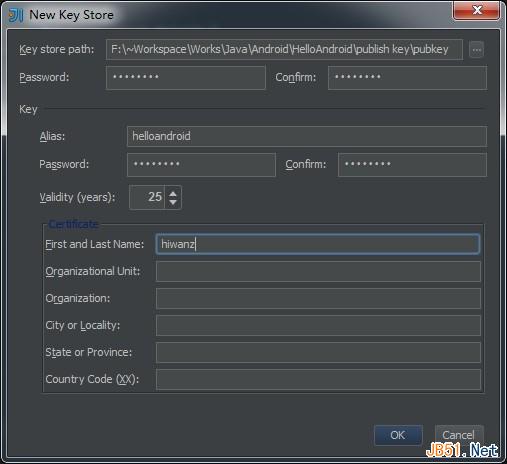 New Key Store
Key store path: F:\~Workspace\Works\Java\Android\HelloAndroid\publish key\pubkey ...
Password: •••••••• Confirm: ••••••••
Key
Alias: helloandroid
Password: •••••••• Confirm: ••••••••
Validity (years): 25
Certificate
First and Last Name: hiwanz
Organizational Unit:
Organization:
City or Locality:
State or Province:
Country Code (XX):
OK Cancel
JB51.Net